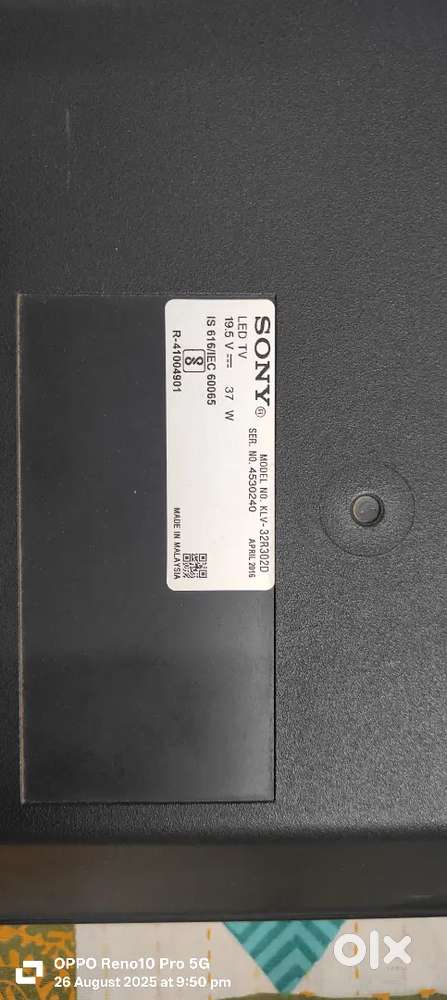 SONY
MODEL NO. KLV-32R302D
LED TV
APRIL 2016
19.5 V ⎓ 37 W
SER. NO. 4530240
IS 616/IEC 60065
R-41004901
MADE IN MALAYSIA
OPPO Reno10 Pro 5G
26 August 2025 at 9:50 pm
olx